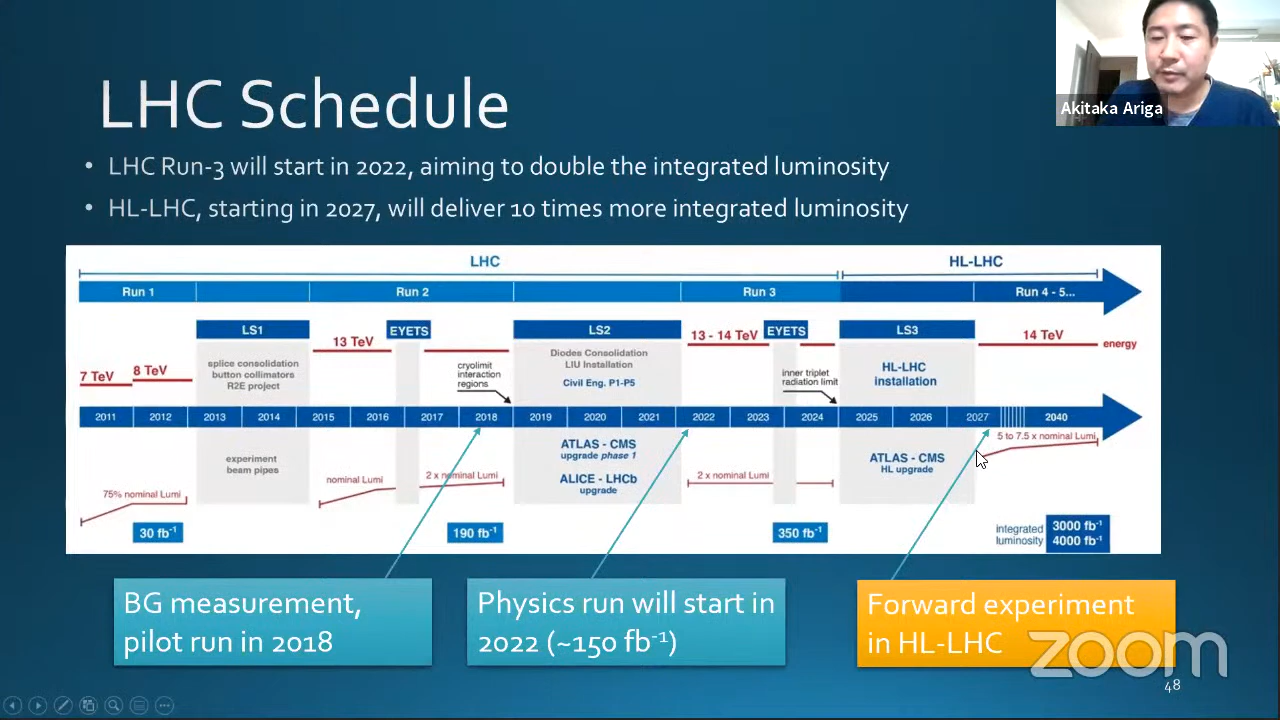 LHC Schedule
Akitaka Ariga
• LHC Run-3 will start in 2022, aiming to double the integrated luminosity
• HL-LHC, starting in 2027, will deliver 10 times more integrated luminosity
LHC HL-LHC
Run 1 Run 2 Run 3 Run 4 - 5...
LS1 EYETS LS2 EYETS LS3
7 TeV 8 TeV 13 TeV 13 - 14 TeV 14 TeV energy
splice consolidation
button collimators
R2E project
cryolimit
interaction
regions
Diodes Consolidation
LIU Installation
Civil Eng. P1-P5
inner triplet
radiation limit
HL-LHC
installation
2011 2012 2013 2014 2015 2016 2017 2018 2019 2020 2021 2022 2023 2024 2025 2026 2027 2040
75% nominal Lumi
experiment
beam pipes
nominal Lumi
2 x nominal Lumi
ATLAS - CMS
upgrade phase 1
ALICE - LHCb
upgrade
2 x nominal Lumi
ATLAS - CMS
HL upgrade
5 to 7.5 x nominal Lumi
30 fb⁻¹ 190 fb⁻¹ 350 fb⁻¹
integrated
luminosity
3000 fb⁻¹
4000 fb⁻¹
BG measurement,
pilot run in 2018
Physics run will start in
2022 (~150 fb⁻¹)
Forward experiment
in HL-LHC
zoom
48